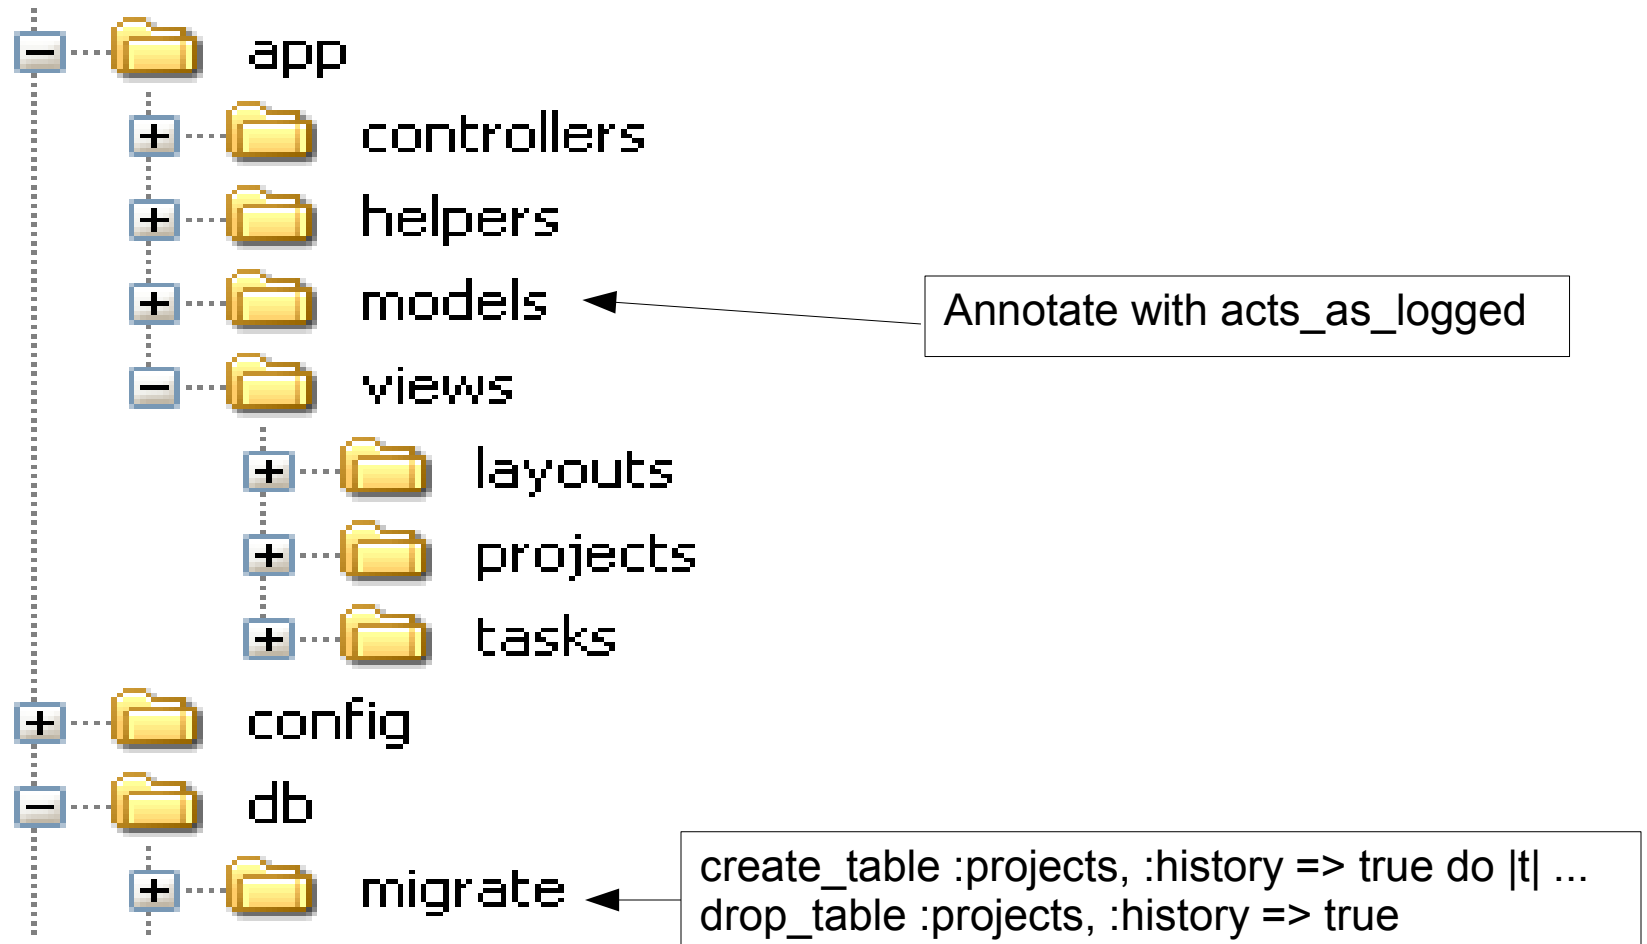 app
controllers
helpers
models
Annotate with acts_as_logged
views
layouts
projects
tasks
config
db
migrate
create_table :projects, :history => true do |t| ...
drop_table :projects, :history => true